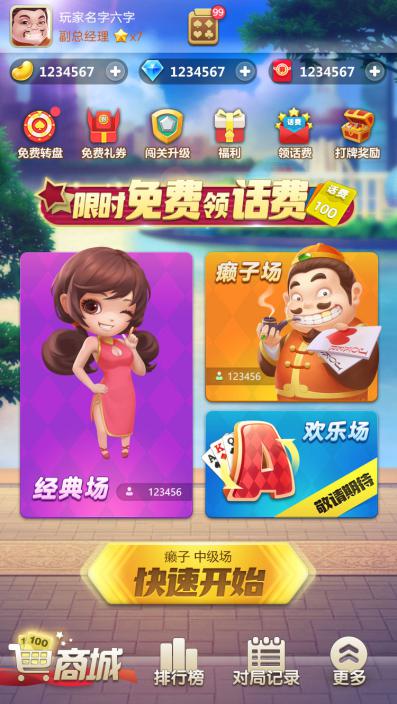 玩家名字六字
副总经理 x7
99
1234567 +
1234567 +
1234567 +
免费转盘
免费礼券
闯关升级
福利
话费
领话费
打牌奖励
限时免费领话费
话费
100
癞子场
123456
JOKER
经典场
123456
A K Q
A
欢乐场
敬请期待
癞子 中级场
快速开始
100
商城
排行榜
对局记录
更多